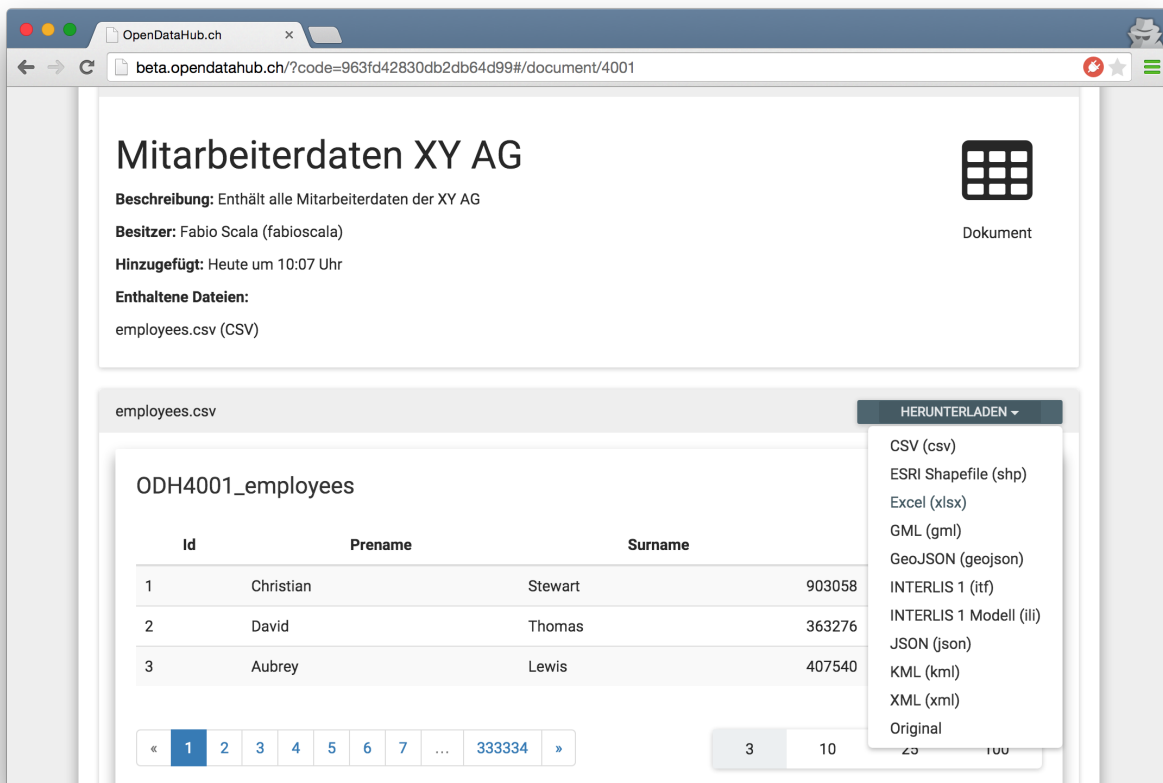 OpenDataHub.ch
beta.opendatahub.ch/?code=963fd42830db2db64d99#/document/4001
Mitarbeiterdaten XY AG
Beschreibung: Enthält alle Mitarbeiterdaten der XY AG
Besitzer: Fabio Scala (fabioscala)
Dokument
Hinzugefügt: Heute um 10:07 Uhr
Enthaltene Dateien:
employees.csv (CSV)
employees.csv
HERUNTERLADEN
CSV (csv)
ESRI Shapefile (shp)
Excel (xlsx)
GML (gml)
GeoJSON (geojson)
INTERLIS 1 (itf)
INTERLIS 1 Modell (ili)
JSON (json)
KML (kml)
XML (xml)
Original
ODH4001_employees
Id Prename Surname
1 Christian Stewart 903058
2 David Thomas 363276
3 Aubrey Lewis 407540
« 1 2 3 4 5 6 7 ... 333334 »
3 10 25 100